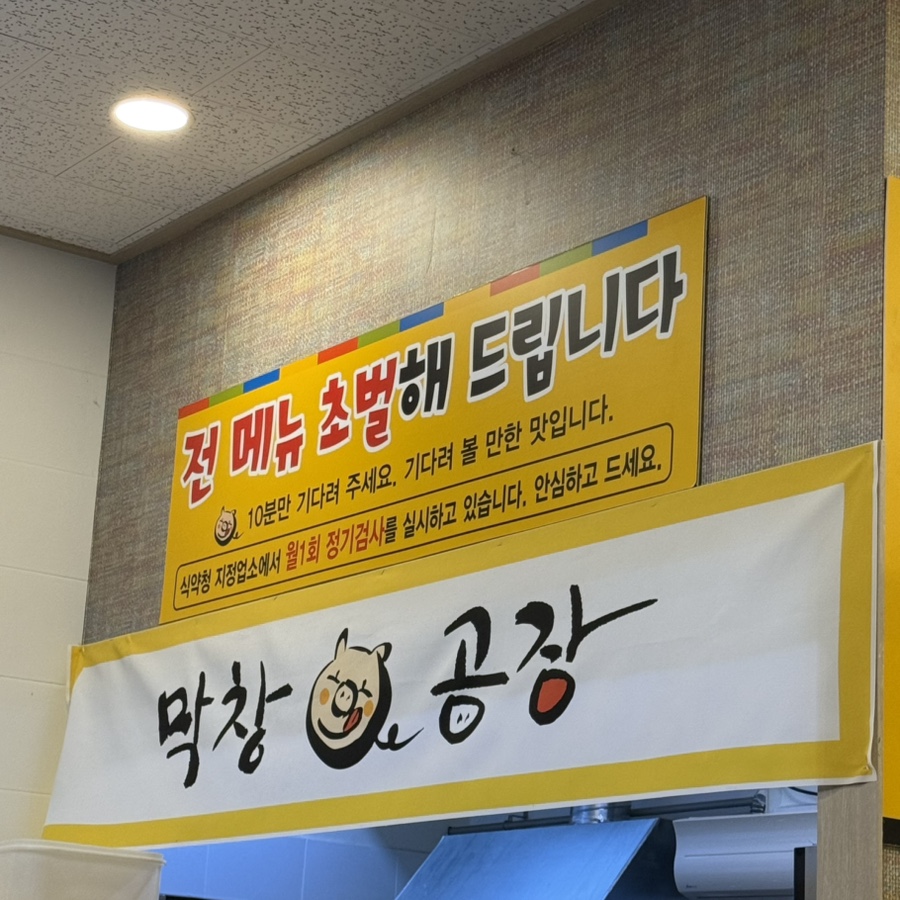 전 메뉴 초벌해 드립니다
10분만 기다려 주세요. 기다려 볼 만한 맛입니다.
식약청 지정업소에서 월1회 정기검사를 실시하고 있습니다. 안심하고 드세요.
막창 공장